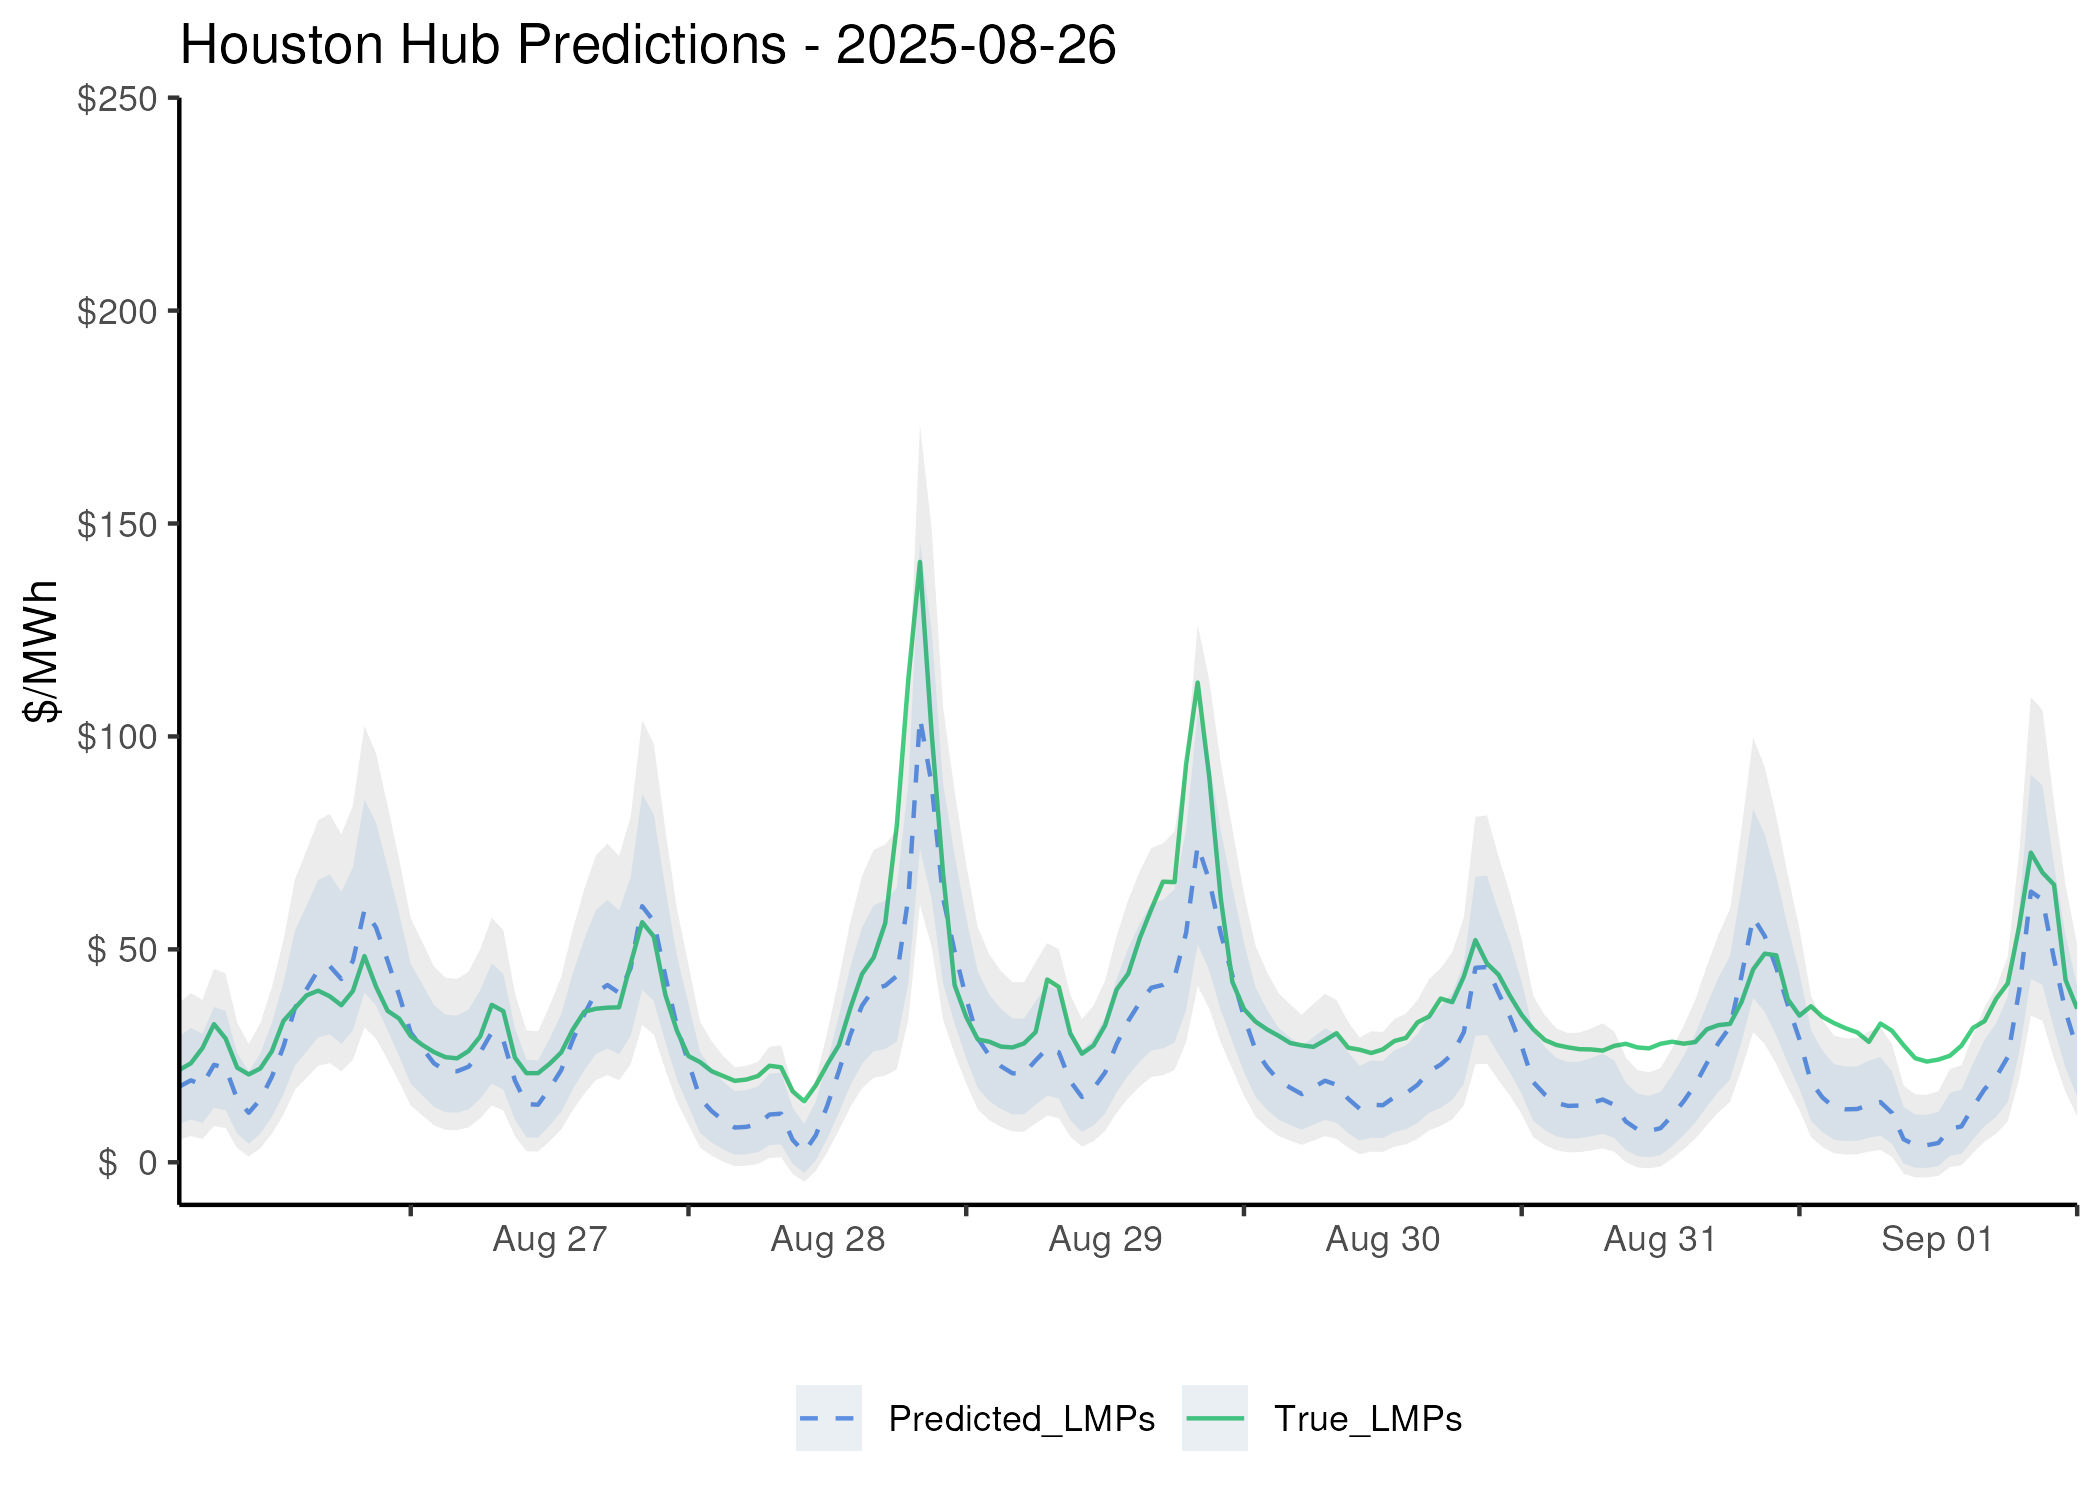 Houston Hub Predictions - 2025-08-26
$250
$200
$150
$100
$ 50
$ 0
$/MWh
Aug 27
Aug 28
Aug 29
Aug 30
Aug 31
Sep 01
Predicted_LMPs
True_LMPs